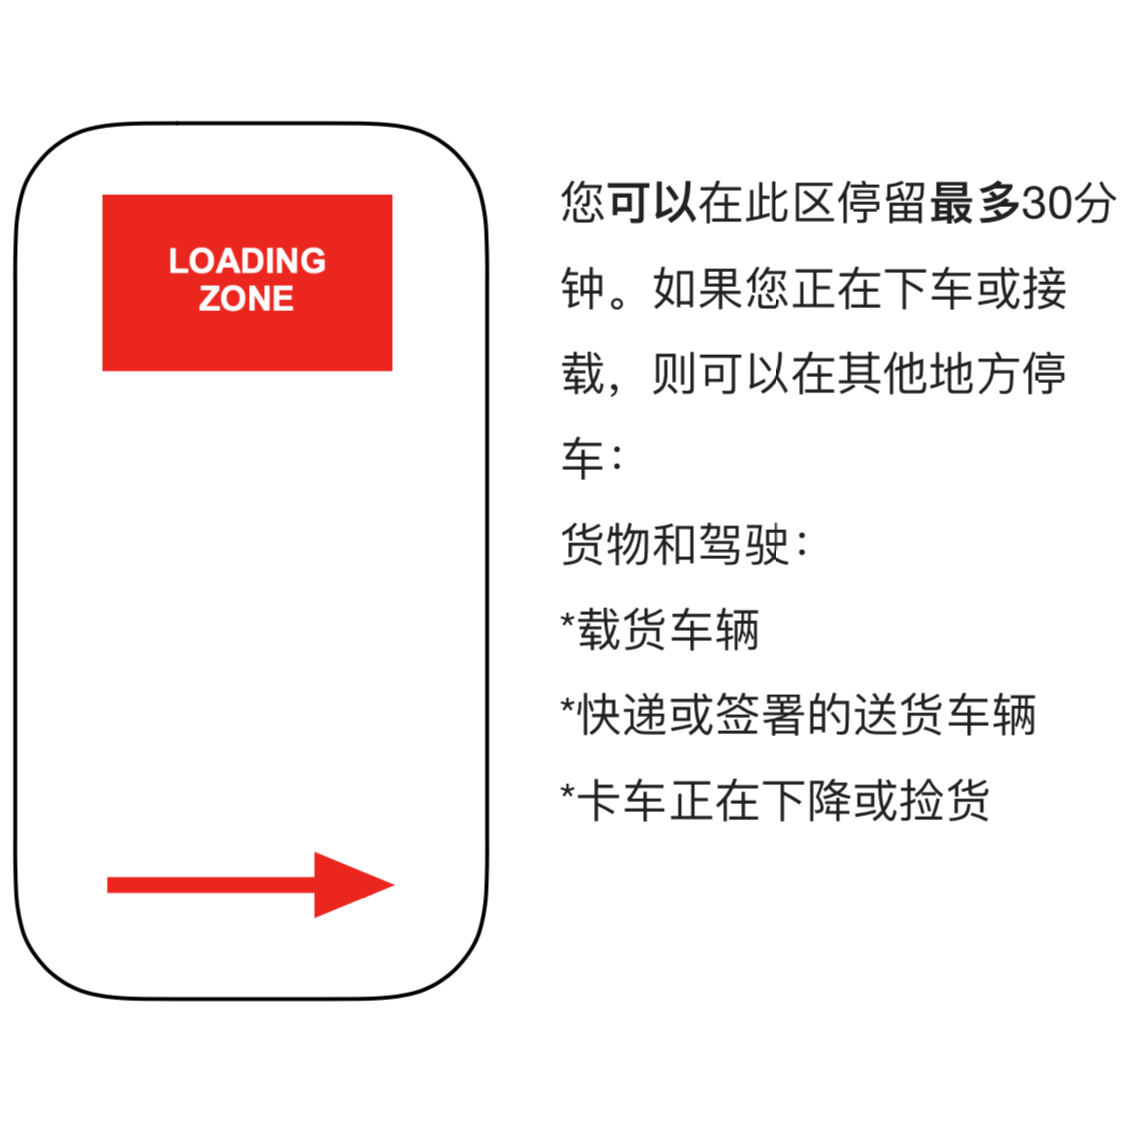 LOADING
ZONE
您可以在此区停留最多30分
钟。如果您正在下车或接
载，则可以在其他地方停
车：
货物和驾驶：
*载货车辆
*快递或签署的送货车辆
*卡车正在下降或捡货